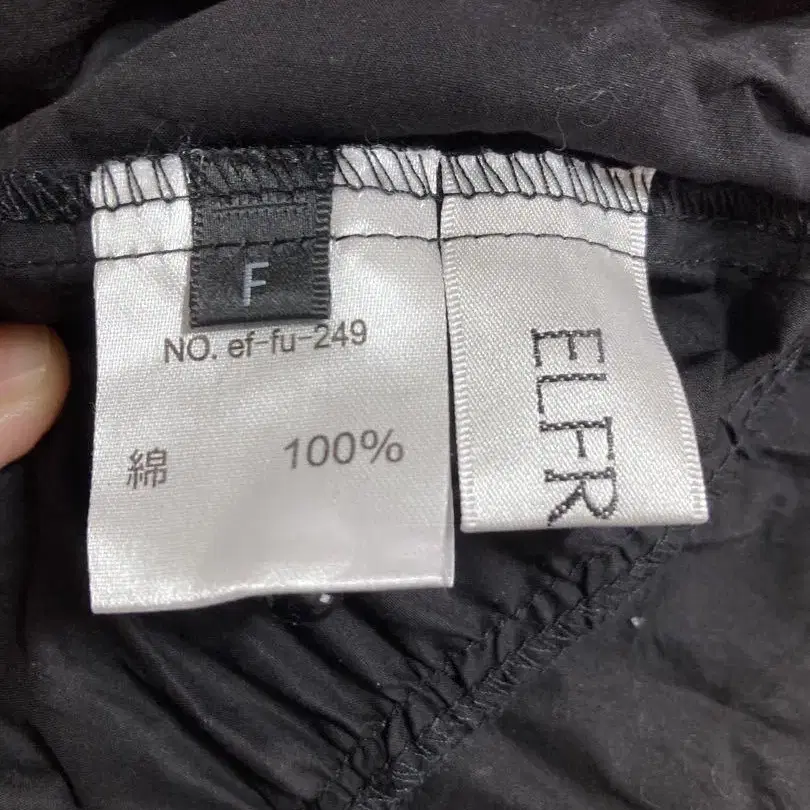 F
NO. ef-fu-249
綿 100%
ELFR